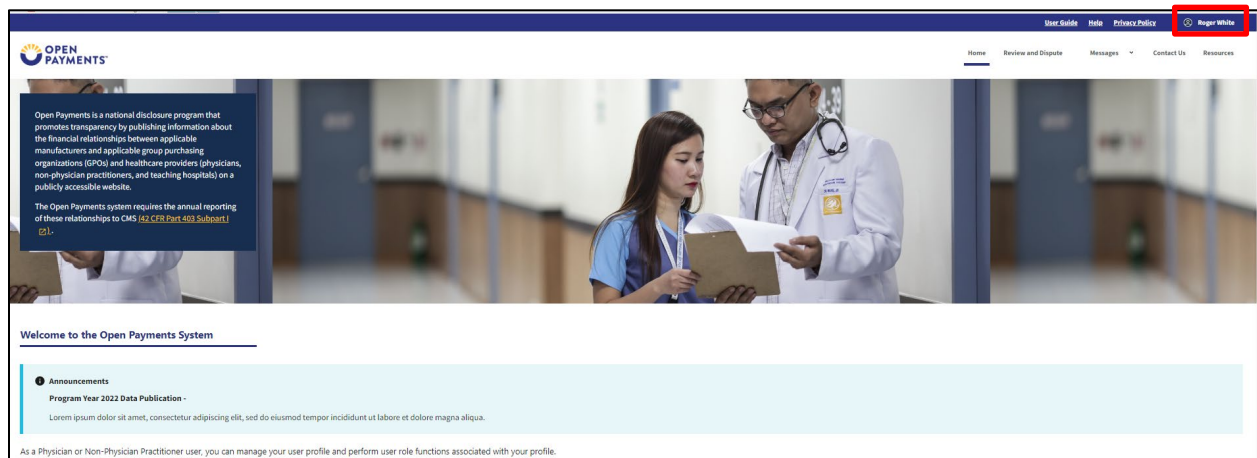 User Guide Help Privacy Policy Roger White
OPEN
PAYMENTS
Home Review and Dispute Messages Contact Us Resources
Open Payments is a national disclosure program that
promotes transparency by publishing information about
the financial relationships between applicable
manufacturers and applicable group purchasing
organizations (GPOs) and healthcare providers (physicians,
non-physician practitioners, and teaching hospitals) on a
publicly accessible website.
The Open Payments system requires the annual reporting
of these relationships to CMS (42 CFR Part 403 Subpart I
).
Welcome to the Open Payments System
Announcements
Program Year 2022 Data Publication -
Lorem ipsum dolor sit amet, consectetur adipiscing elit, sed do eiusmod tempor incididunt ut labore et dolore magna aliqua.
As a Physician or Non-Physician Practitioner user, you can manage your user profile and perform user role functions associated with your profile.